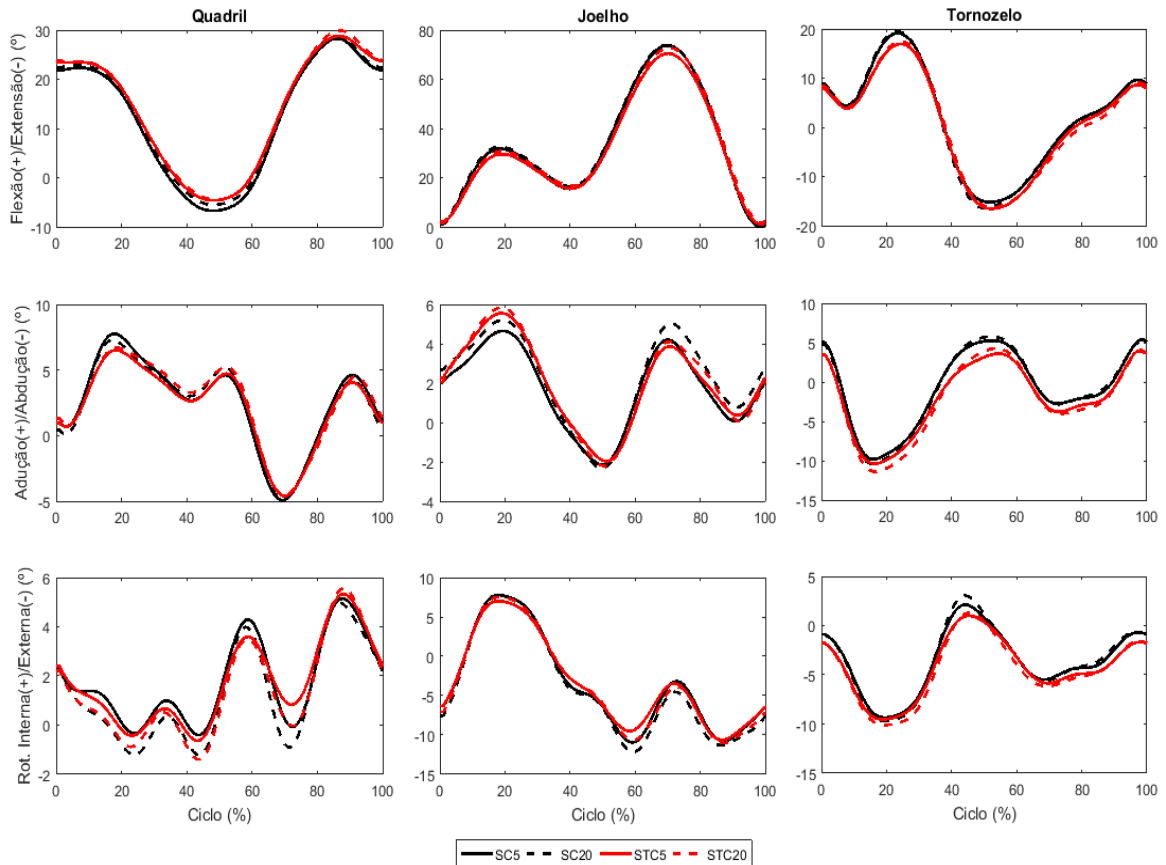 Quadril
Joelho
Tornozelo
Flexão(+)/Extensão(-) (º)
30
20
10
0
-10
0 20 40 60 80 100
80
60
40
20
0
0 20 40 60 80 100
20
10
0
-10
-20
0 20 40 60 80 100
Adução(+)/Abdução(-) (º)
10
5
0
-5
0 20 40 60 80 100
6
4
2
0
-2
-4
0 20 40 60 80 100
10
5
0
-5
-10
-15
0 20 40 60 80 100
Rot. Interna(+)/Externa(-) (º)
6
4
2
0
-2
0 20 40 60 80 100
Ciclo (%)
10
5
0
-5
-10
-15
0 20 40 60 80 100
Ciclo (%)
5
0
-5
-10
-15
0 20 40 60 80 100
Ciclo (%)
SC5 SC20 STC5 STC20